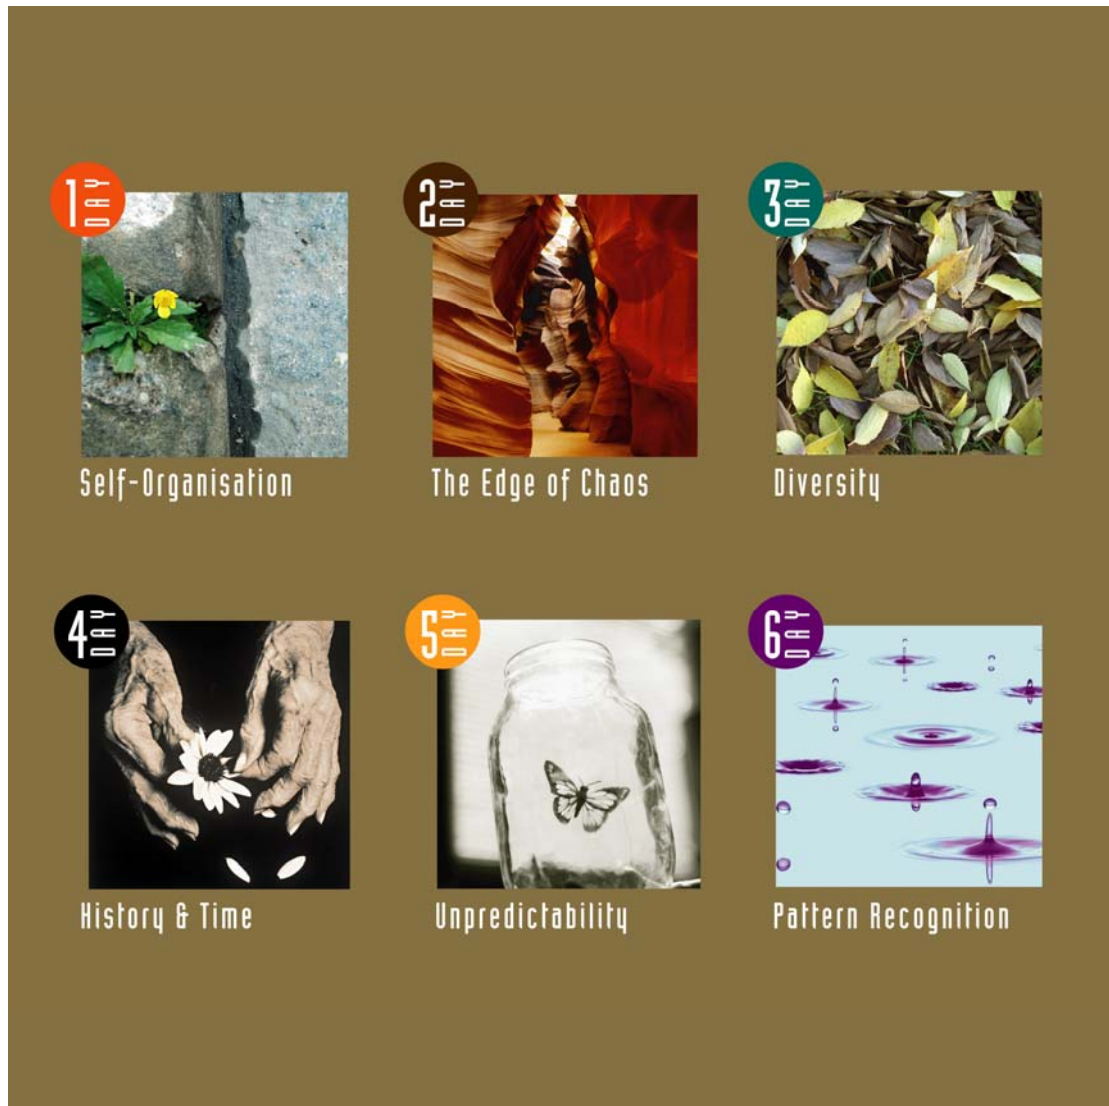 1 DAY
Self-Organisation
2 DAY
The Edge of Chaos
3 DAY
Diversity
4 DAY
History & Time
5 DAY
Unpredictability
6 DAY
Pattern Recognition